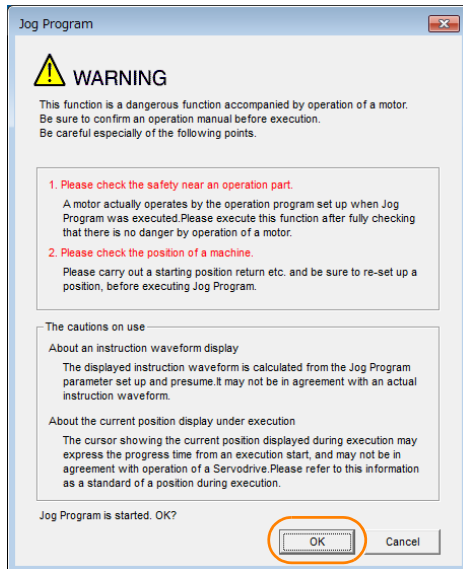 Jog Program
WARNING
This function is a dangerous function accompanied by operation of a motor.
Be sure to confirm an operation manual before execution.
Be careful especially of the following points.
1. Please check the safety near an operation part.
A motor actually operates by the operation program set up when Jog
Program was executed.Please execute this function after fully checking
that there is no danger by operation of a motor.
2. Please check the position of a machine.
Please carry out a starting position return etc. and be sure to re-set up a
position, before executing Jog Program.
The cautions on use
About an instruction waveform display
The displayed instruction waveform is calculated from the Jog Program
parameter set up and presume.It may not be in agreement with an actual
instruction waveform.
About the current position display under execution
The cursor showing the current position displayed during execution may
express the progress time from an execution start, and may not be in
agreement with operation of a Servodrive.Please refer to this information
as a standard of a position during execution.
Jog Program is started. OK?
OK
Cancel